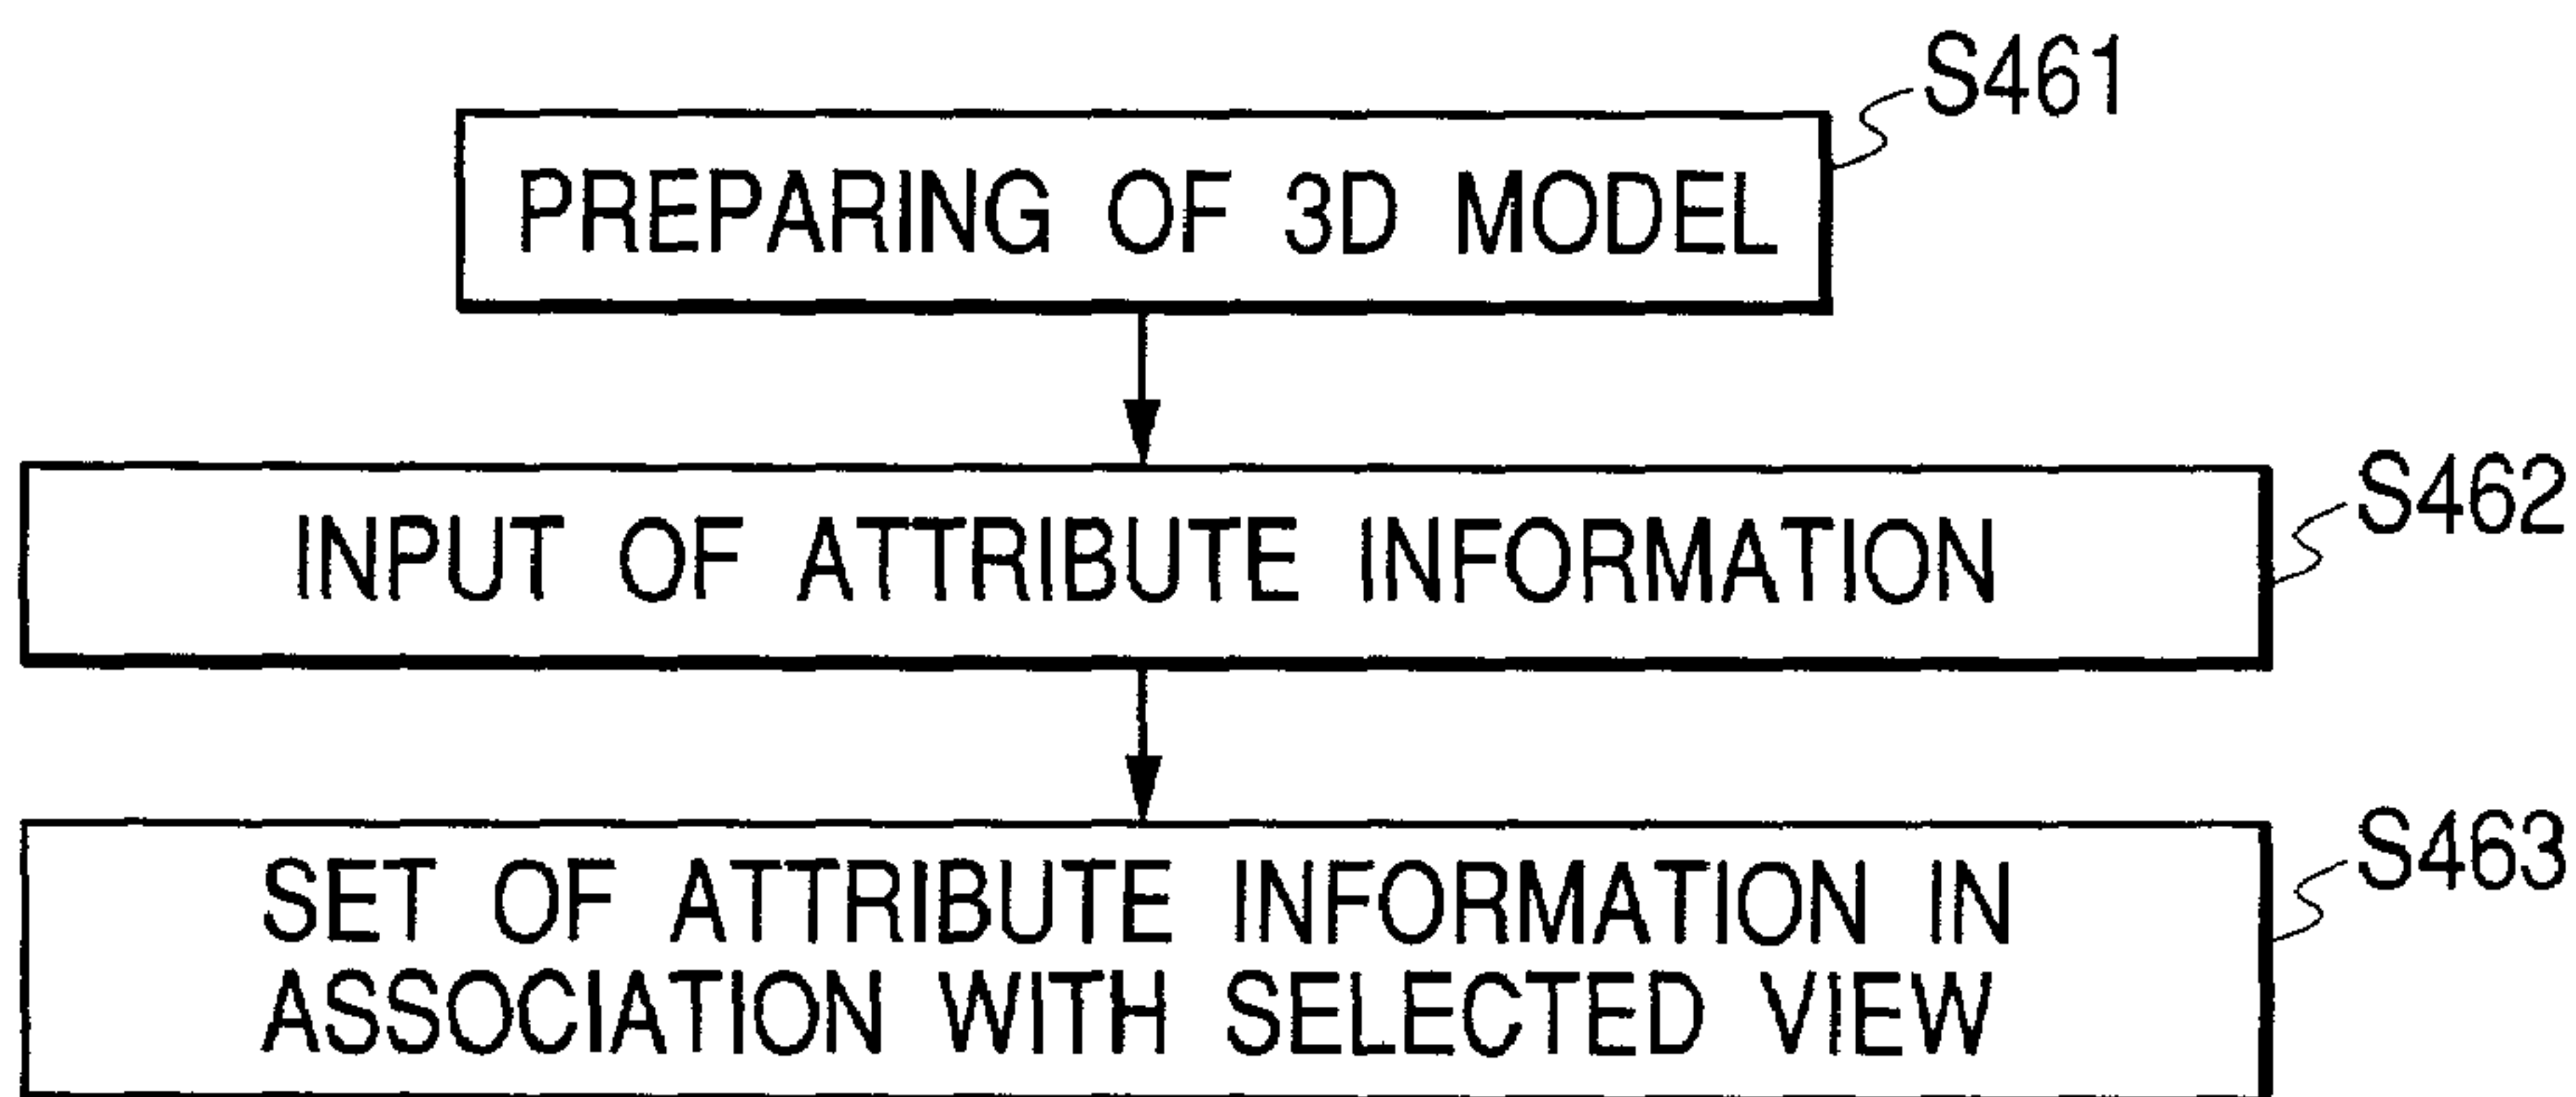 S461
PREPARING OF 3D MODEL
S462
INPUT OF ATTRIBUTE INFORMATION
S463
SET OF ATTRIBUTE INFORMATION IN
ASSOCIATION WITH SELECTED VIEW